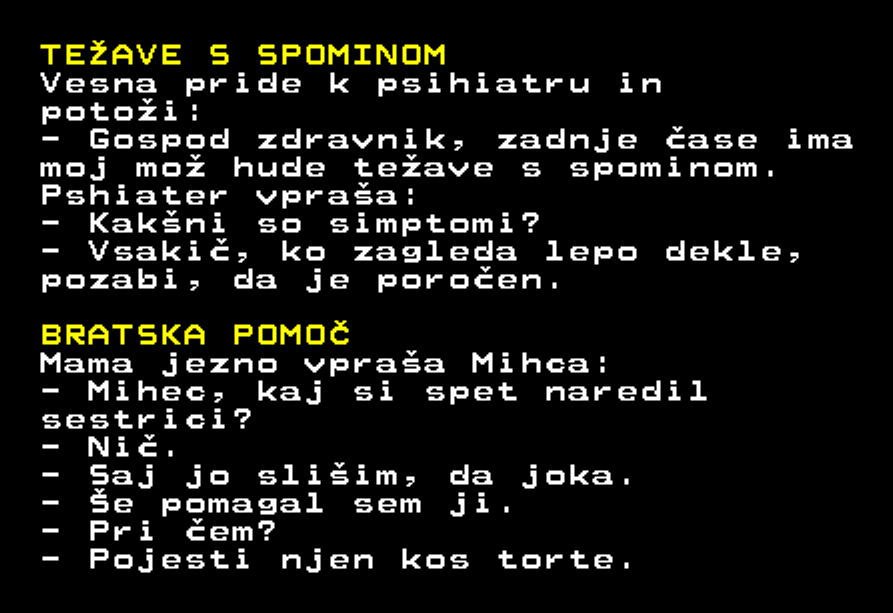 TEŽAVE S SPOMINOM
Vesna pride k psihiatru in
potoži:
- Gospod zdravnik, zadnje čase ima
moj mož hude težave s spominom.
Pshiater vpraša:
- Kakšni so simptomi?
- Vsakič, ko zagleda lepo dekle,
pozabi, da je poročen.
BRATSKA POMOČ
Mama jezno vpraša Mihca:
- Mihec, kaj si spet naredil
sestrici?
- Nič.
- Saj jo slišim, da joka.
- Še pomagal sem ji.
- Pri čem?
- Pojesti njen kos torte.